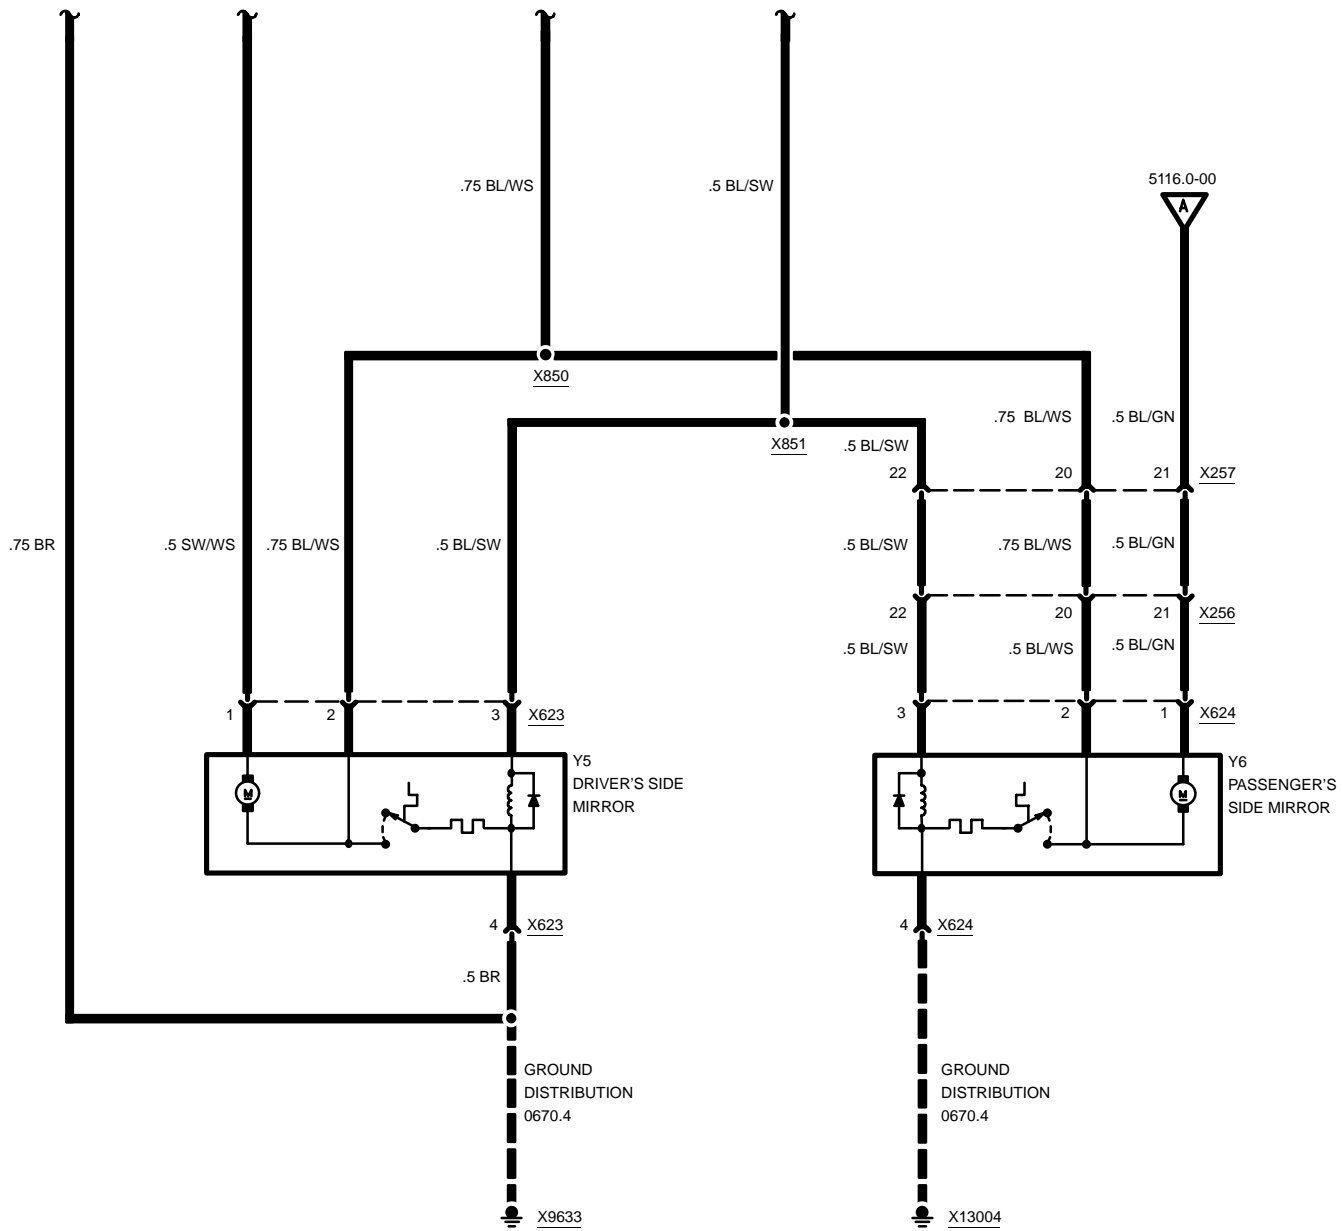 5116.0-00
A
.75 BL/WS
.5 BL/SW
X850
X851
.75 BL/WS
.5 BL/GN
.5 BL/SW
22
20
21
X257
.75 BR
.5 SW/WS
.75 BL/WS
.5 BL/SW
.5 BL/SW
.75 BL/WS
.5 BL/GN
22
20
21
X256
.5 BL/SW
.5 BL/WS
.5 BL/GN
1
2
3
X623
3
2
1
X624
Y5
DRIVER'S SIDE
MIRROR
M
Y6
PASSENGER'S
SIDE MIRROR
M
4
X623
4
X624
.5 BR
GROUND
DISTRIBUTION
0670.4
GROUND
DISTRIBUTION
0670.4
X9633
X13004